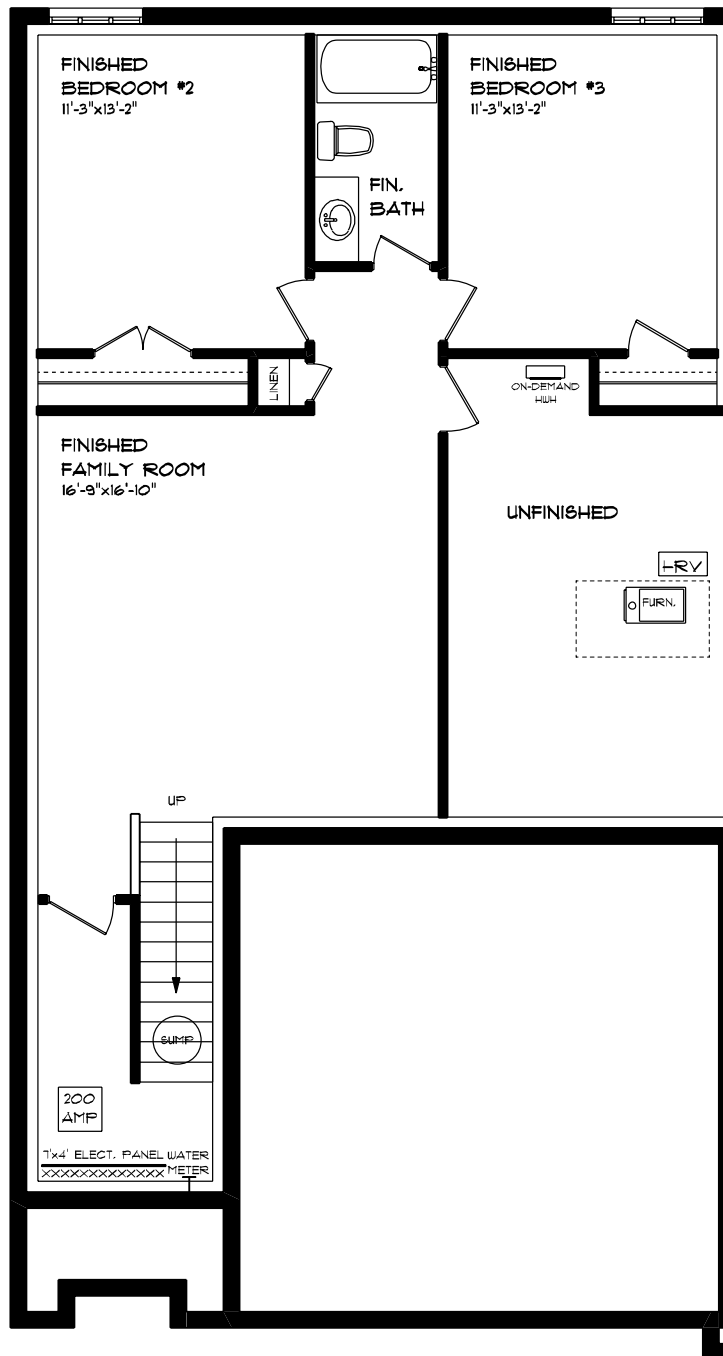 FINISHED
BEDROOM #2
11'-3"x13'-2"
FINISHED
BEDROOM #3
11'-3"x13'-2"
FIN.
BATH
LINEN
ON-DEMAND
HWH
FINISHED
FAMILY ROOM
16'-9"x16'-10"
UNFINISHED
HRV
FURN.
UP
SUMP
200
AMP
7'x4' ELECT. PANEL
WATER
METER
XXXXXXXXXXXXX